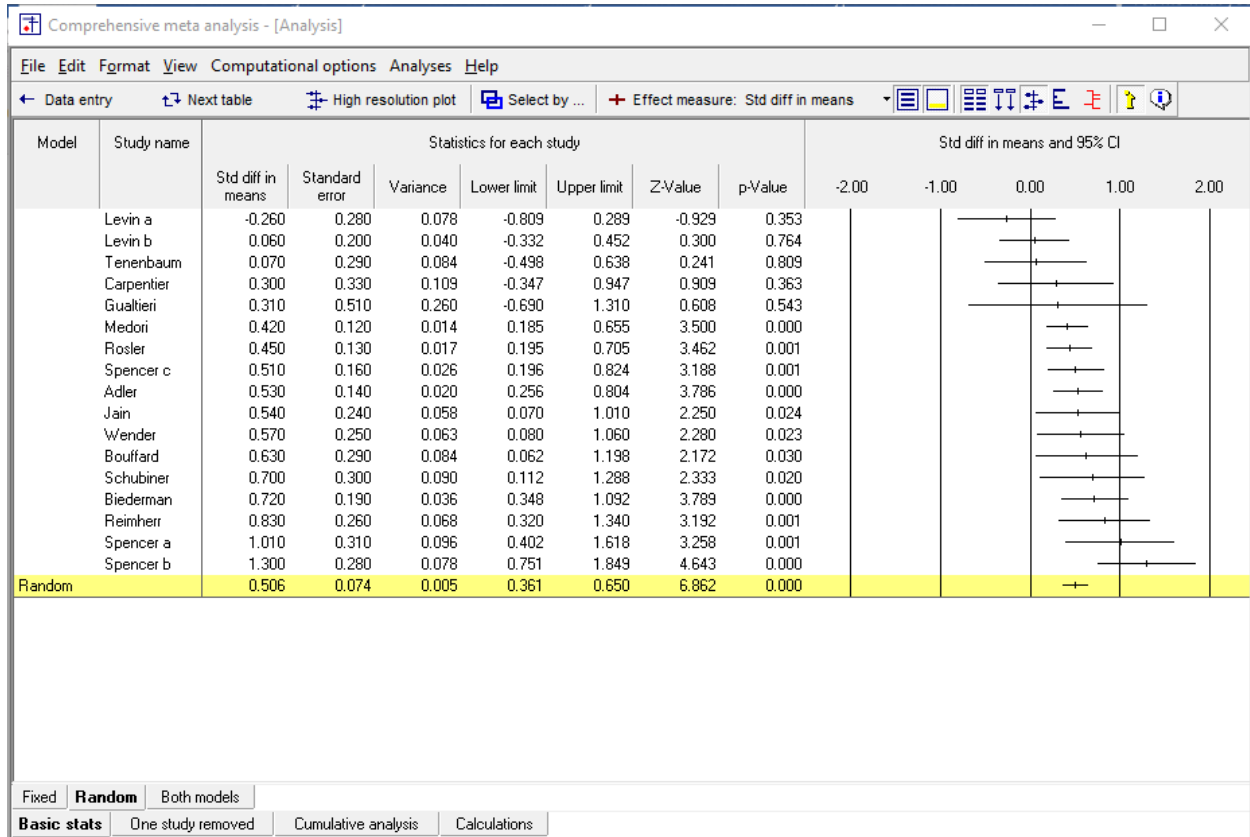 Comprehensive meta analysis - [Analysis]
File Edit Format View Computational options Analyses Help
← Data entry Next table High resolution plot Select by ... Effect measure: Std diff in means
Model Study name Statistics for each study Std diff in means and 95% CI
Std diff in means Standard error Variance Lower limit Upper limit Z-Value p-Value -2.00 -1.00 0.00 1.00 2.00
Levin a -0.260 0.280 0.078 -0.809 0.289 -0.929 0.353
Levin b 0.060 0.200 0.040 -0.332 0.452 0.300 0.764
Tenenbaum 0.070 0.290 0.084 -0.498 0.638 0.241 0.809
Carpentier 0.300 0.330 0.109 -0.347 0.947 0.909 0.363
Gualtieri 0.310 0.510 0.260 -0.690 1.310 0.608 0.543
Medori 0.420 0.120 0.014 0.185 0.655 3.500 0.000
Rosler 0.450 0.130 0.017 0.195 0.705 3.462 0.001
Spencer c 0.510 0.160 0.026 0.196 0.824 3.188 0.001
Adler 0.530 0.140 0.020 0.256 0.804 3.786 0.000
Jain 0.540 0.240 0.058 0.070 1.010 2.250 0.024
Wender 0.570 0.250 0.063 0.080 1.060 2.280 0.023
Bouffard 0.630 0.290 0.084 0.062 1.198 2.172 0.030
Schubiner 0.700 0.300 0.090 0.112 1.288 2.333 0.020
Biederman 0.720 0.190 0.036 0.348 1.092 3.789 0.000
Reimherr 0.830 0.260 0.068 0.320 1.340 3.192 0.001
Spencer a 1.010 0.310 0.096 0.402 1.618 3.258 0.001
Spencer b 1.300 0.280 0.078 0.751 1.849 4.643 0.000
Random 0.506 0.074 0.005 0.361 0.650 6.862 0.000
Fixed Random Both models
Basic stats One study removed Cumulative analysis Calculations